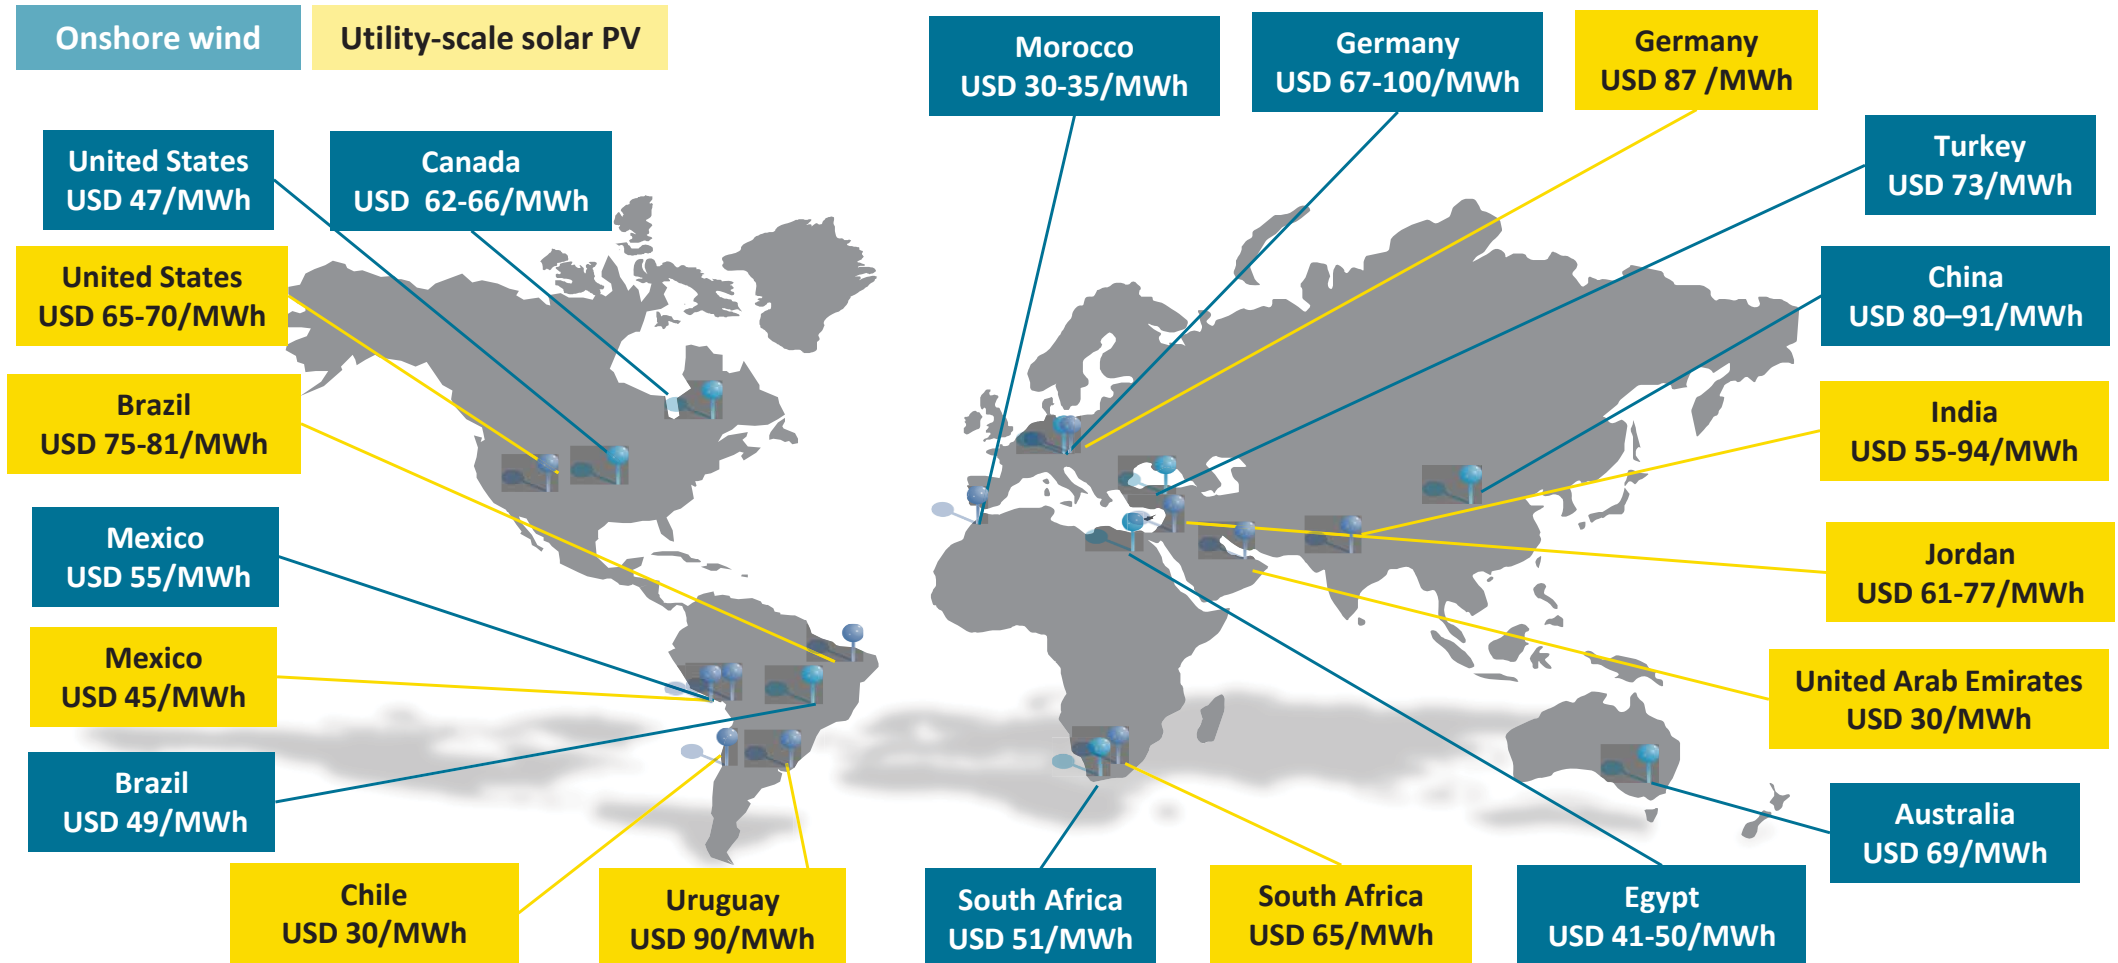 Onshore wind
Utility-scale solar PV
Morocco
USD 30-35/MWh
Germany
USD 67-100/MWh
Germany
USD 87 /MWh
United States
USD 47/MWh
Canada
USD  62-66/MWh
Turkey
USD 73/MWh
United States
USD 65-70/MWh
China
USD 80–91/MWh
Brazil
USD 75-81/MWh
India
USD 55-94/MWh
Mexico
USD 55/MWh
Jordan
USD 61-77/MWh
Mexico
USD 45/MWh
United Arab Emirates
USD 30/MWh
Brazil
USD 49/MWh
Australia
USD 69/MWh
Chile
USD 30/MWh
Uruguay
USD 90/MWh
South Africa
USD 51/MWh
South Africa
USD 65/MWh
Egypt
USD 41-50/MWh